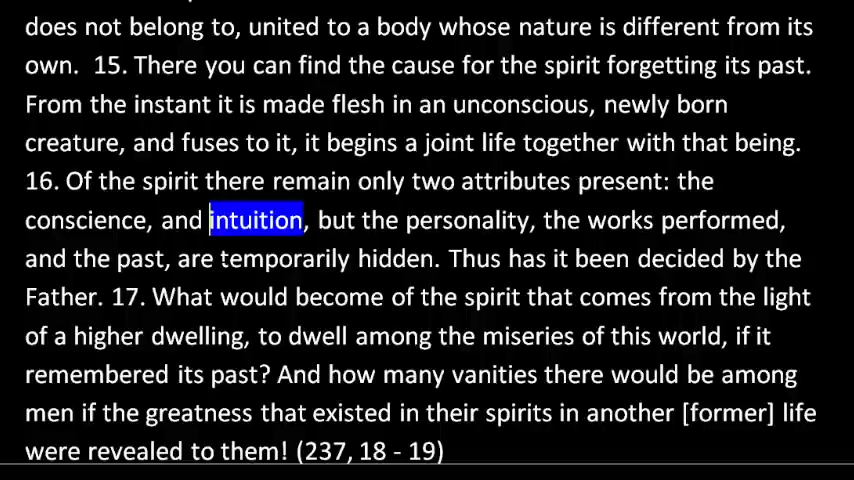 does not belong to, united to a body whose nature is different from its
own.  15. There you can find the cause for the spirit forgetting its past.
From the instant it is made flesh in an unconscious, newly born
creature, and fuses to it, it begins a joint life together with that being.
16. Of the spirit there remain only two attributes present: the
conscience, and intuition, but the personality, the works performed,
and the past, are temporarily hidden. Thus has it been decided by the
Father. 17. What would become of the spirit that comes from the light
of a higher dwelling, to dwell among the miseries of this world, if it
remembered its past? And how many vanities there would be among
men if the greatness that existed in their spirits in another [former] life
were revealed to them! (237, 18 - 19)